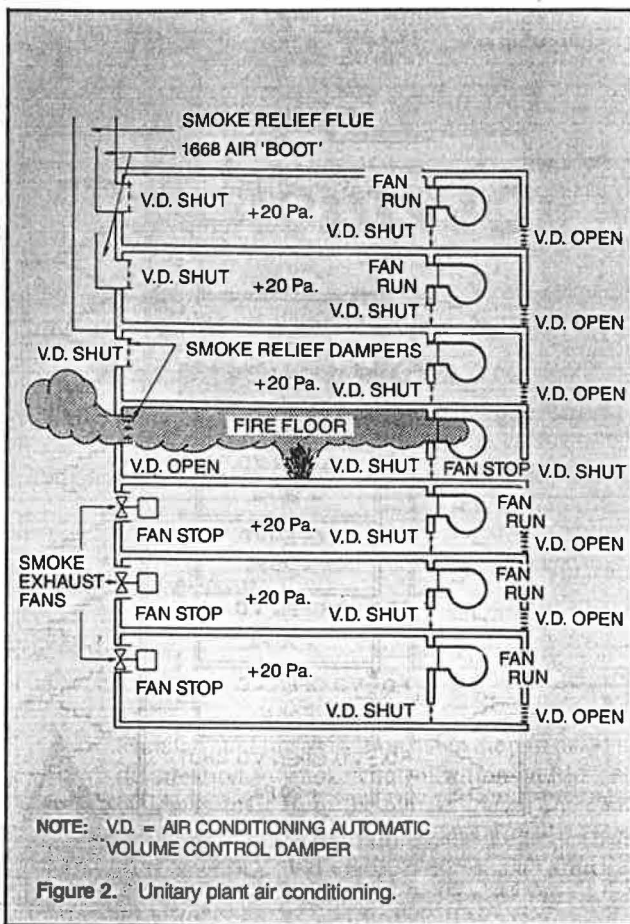 SMOKE RELIEF FLUE
1668 AIR 'BOOT'
FAN
RUN
V.D. SHUT
+20 Pa.
V.D. SHUT
V.D. OPEN
FAN
RUN
V.D. SHUT
+20 Pa.
V.D. SHUT
V.D. OPEN
V.D. SHUT
SMOKE RELIEF DAMPERS
+20 Pa.
V.D. SHUT
V.D. OPEN
FIRE FLOOR
V.D. OPEN
V.D. SHUT
FAN STOP
V.D. SHUT
FAN STOP
+20 Pa.
V.D. SHUT
FAN
RUN
V.D. OPEN
SMOKE
EXHAUST
FANS
FAN STOP
+20 Pa.
V.D. SHUT
FAN
RUN
V.D. OPEN
FAN STOP
+20 Pa.
V.D. SHUT
FAN
RUN
V.D. OPEN
NOTE: V.D. = AIR CONDITIONING AUTOMATIC
VOLUME CONTROL DAMPER
Figure 2. Unitary plant air conditioning.